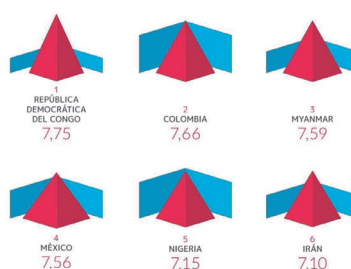 1
REPÚBLICA
DEMOCRÁTICA
DEL CONGO
7,75
2
COLOMBIA
7,66
3
MYANMAR
7,59
4
MÉXICO
7,56
5
NIGERIA
7,15
6
IRÁN
7,10